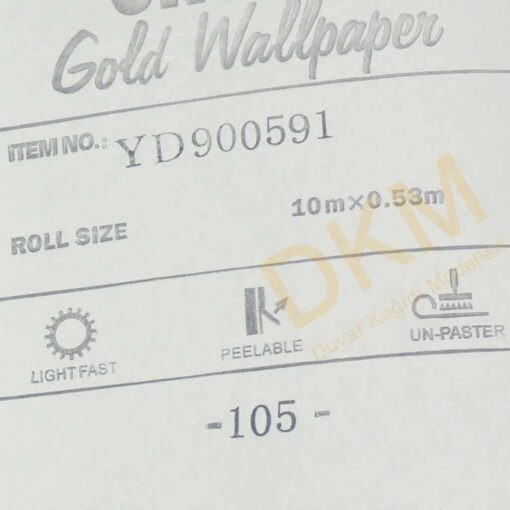 Gold Wallpaper
ITEM NO.: YD900591
ROLL SIZE 10m×0.53m
LIGHT FAST PEELABLE UN-PASTER
-105 -
DKM
Duvar Kağıdı Modelleri